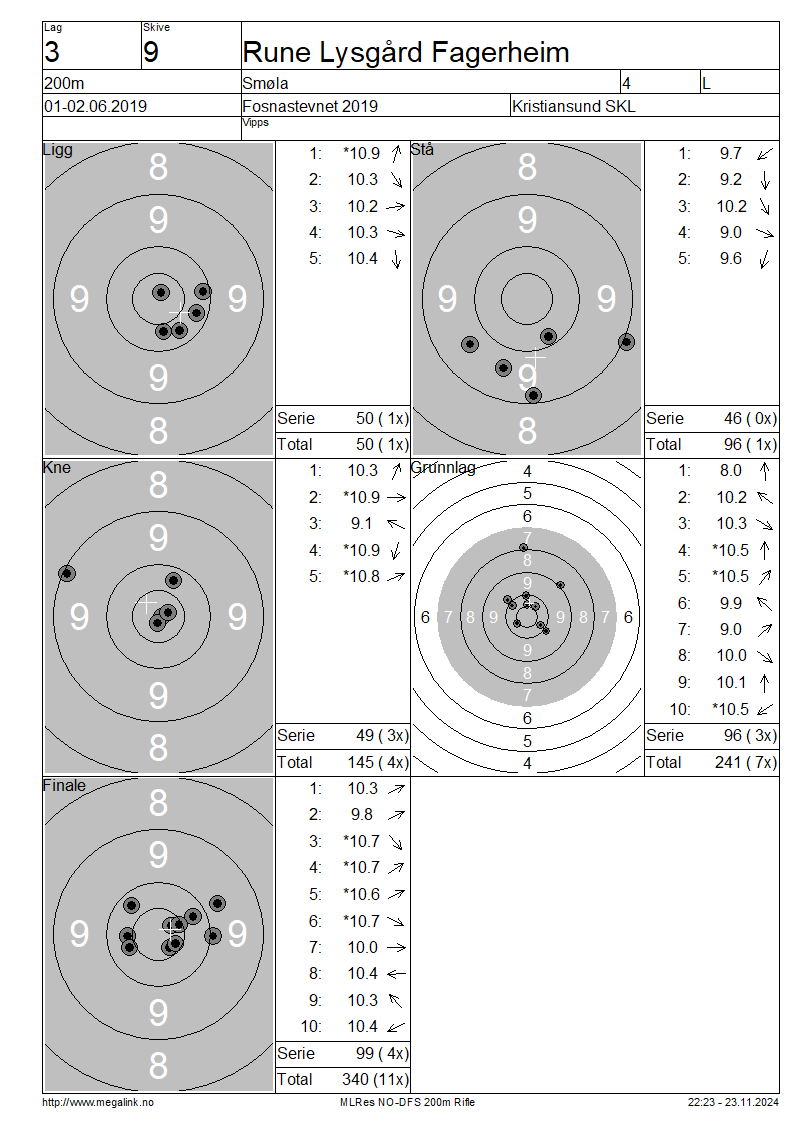 Lag
Skive
3
9
Rune Lysgård Fagerheim
200m
Smøla
4
L
01-02.06.2019
Fosnastevnet 2019
Kristiansund SKL
Vipps
Ligg
8
9
9
9
9
8
1: *10.9
2: 10.3
3: 10.2
4: 10.3
5: 10.4
Serie 50 ( 1x)
Total 50 ( 1x)
Stå
8
9
9
9
9
8
1: 9.7
2: 9.2
3: 10.2
4: 9.0
5: 9.6
Serie 46 ( 0x)
Total 96 ( 1x)
Kne
8
9
9
9
9
8
1: 10.3
2: *10.9
3: 9.1
4: *10.9
5: *10.8
Serie 49 ( 3x)
Total 145 ( 4x)
Grunnlag
4
5
6
7
8
9
6 7 8 9 9 8 7 6
9
8
7
6
5
4
1: 8.0
2: 10.2
3: 10.3
4: *10.5
5: *10.5
6: 9.9
7: 9.0
8: 10.0
9: 10.1
10: *10.5
Serie 96 ( 3x)
Total 241 ( 7x)
Finale
8
9
9
9
9
8
1: 10.3
2: 9.8
3: *10.7
4: *10.7
5: *10.6
6: *10.7
7: 10.0
8: 10.4
9: 10.3
10: 10.4
Serie 99 ( 4x)
Total 340 (11x)
http://www.megalink.no
MLRes NO-DFS 200m Rifle
22:23 - 23.11.2024